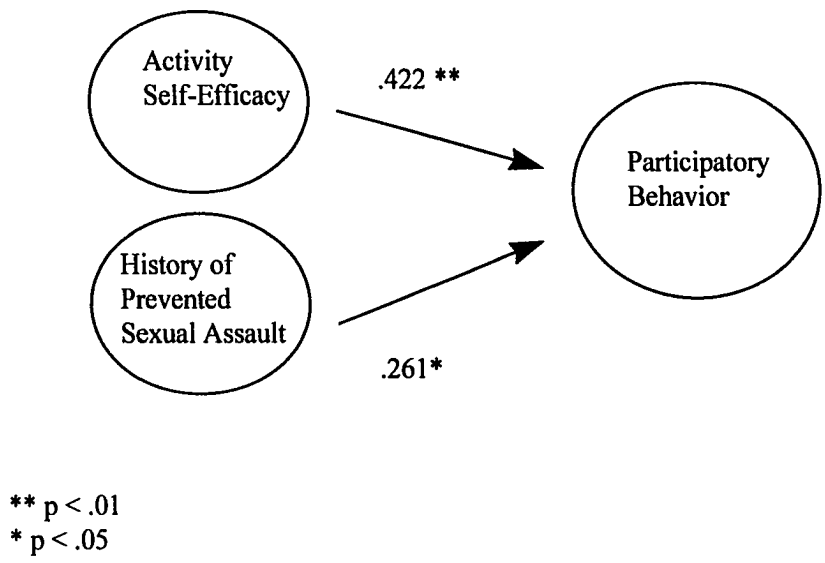 Activity
Self-Efficacy
.422 **
Participatory
Behavior
History of
Prevented
Sexual Assault
.261*
** p < .01
* p < .05